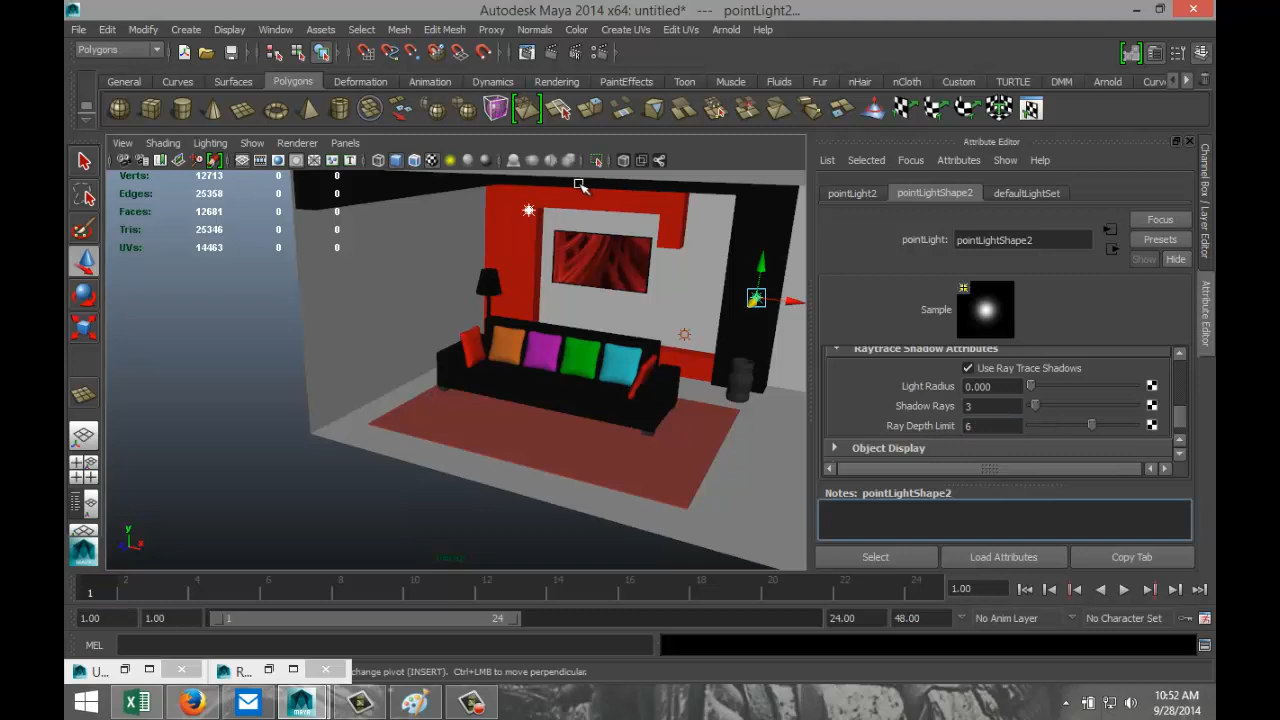 Autodesk Maya 2014 x64: untitled* --- pointLight2...
File Edit Modify Create Display Window Assets Select Mesh Edit Mesh Proxy Normals Color Create UVs Edit UVs Arnold Help
Polygons
General Curves Surfaces Polygons Deformation Animation Dynamics Rendering PaintEffects Toon Muscle Fluids Fur nHair nCloth Custom TURTLE DMM Arnold Curv
View Shading Lighting Show Renderer Panels
Verts: 12713 0 0
Edges: 25358 0 0
Faces: 12681 0 0
Tris: 25346 0 0
UVs: 14463 0 0
y
x
Attribute Editor
List Selected Focus Attributes Show Help
pointLight2 pointLightShape2 defaultLightSet
Focus
pointLight: pointLightShape2
Presets
Show Hide
Sample
Raytrace Shadow Attributes
Use Ray Trace Shadows
Light Radius 0.000
Shadow Rays 3
Ray Depth Limit 6
Object Display
Notes: pointLightShape2
Select Load Attributes Copy Tab
Channel Box / Layer Editor
Attribute Editor
2 4 6 8 10 12 14 16 18 20 22 24
1 1.00
1.00 1.00 1 24 24.00 48.00 No Anim Layer No Character Set
MEL
U... R... change pivot [INSERT]. Ctrl+LMB to move perpendicular.
10:52 AM
9/28/2014